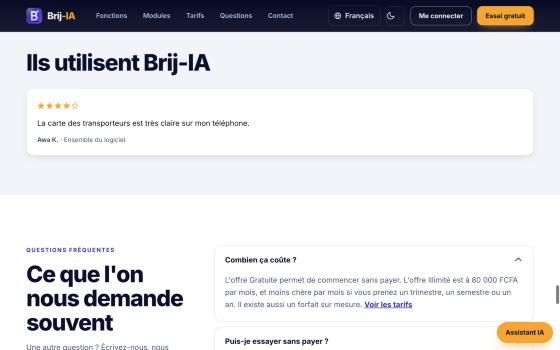 Brij-IA
Fonctions
Modules
Tarifs
Questions
Contact
Français
Me connecter
Essai gratuit
Ils utilisent Brij-IA
La carte des transporteurs est très claire sur mon téléphone.
Awa K. · Ensemble du logiciel
QUESTIONS FRÉQUENTES
Ce que l'on
nous demande
souvent
Une autre question ? Écrivez-nous, nous
Combien ça coûte ?
L'offre Gratuite permet de commencer sans payer. L'offre Illimité est à 80 000 FCFA
par mois, et moins chère par mois si vous prenez un trimestre, un semestre ou un
an. Il existe aussi un forfait sur mesure. Voir les tarifs
Puis-je essayer sans payer ?
Assistant IA